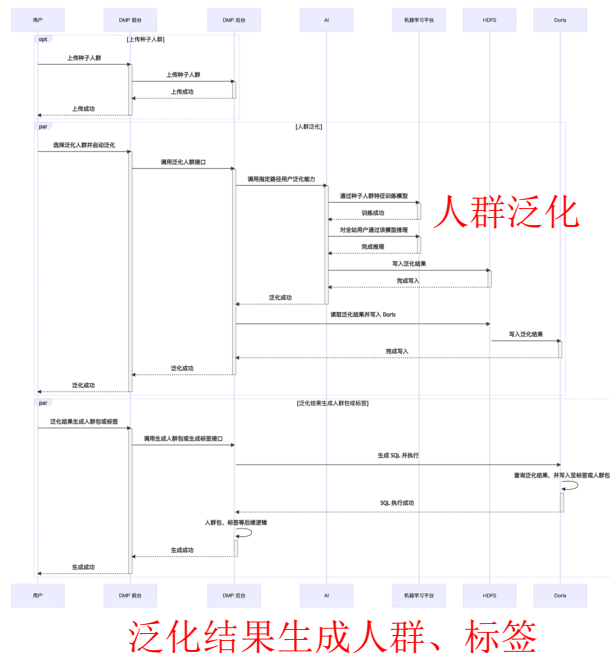 用户 DMP 前台 DMP 后台 AI 机器学习平台 HDFS Doris
opt [上传种子人群]
上传种子人群
上传种子人群
上传成功
上传成功
par [人群泛化]
选择泛化人群并启动泛化
调用泛化人群接口
调用指定路径用户泛化能力
通过种子人群特征训练模型
训练成功
人群泛化
对全站用户通过该模型推理
完成推理
写入泛化结果
完成写入
泛化成功
读取泛化结果并写入 Doris
写入泛化结果
完成写入
泛化成功
泛化成功
par [泛化结果生成人群包或标签]
泛化结果生成人群包或标签
调用生成人群包或生成标签接口
生成 SQL 并执行
查询泛化结果，并写入至标签或人群包
SQL 执行成功
人群包、标签等后续逻辑
生成成功
生成成功
用户 DMP 前台 DMP 后台 AI 机器学习平台 HDFS Doris
泛化结果生成人群、标签